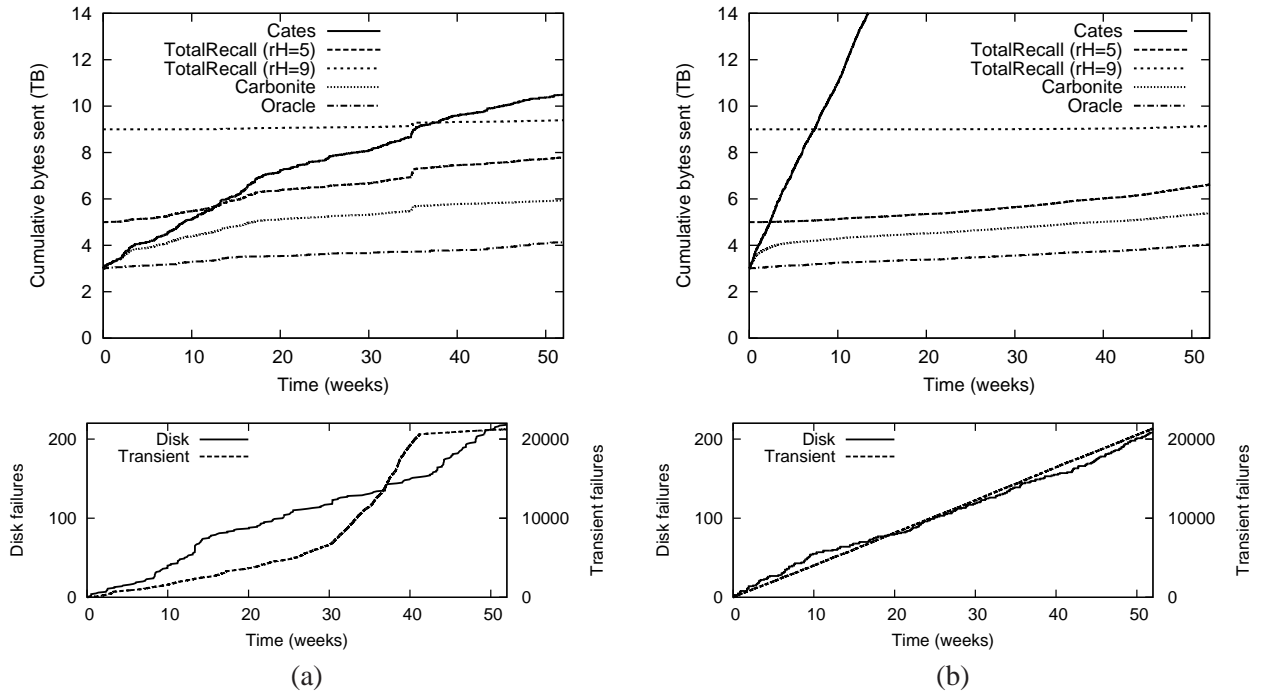 Cumulative bytes sent (TB)
14
12
10
8
6
4
2
0
Cates
TotalRecall (rH=5)
TotalRecall (rH=9)
Carbonite
Oracle
0 10 20 30 40 50
Time (weeks)
Cumulative bytes sent (TB)
14
12
10
8
6
4
2
0
Cates
TotalRecall (rH=5)
TotalRecall (rH=9)
Carbonite
Oracle
0 10 20 30 40 50
Time (weeks)
Disk failures
200
100
0
Disk
Transient
20000
10000
0
Transient failures
0 10 20 30 40 50
Time (weeks)
(a)
Disk failures
200
100
0
Disk
Transient
20000
10000
0
Transient failures
0 10 20 30 40 50
Time (weeks)
(b)